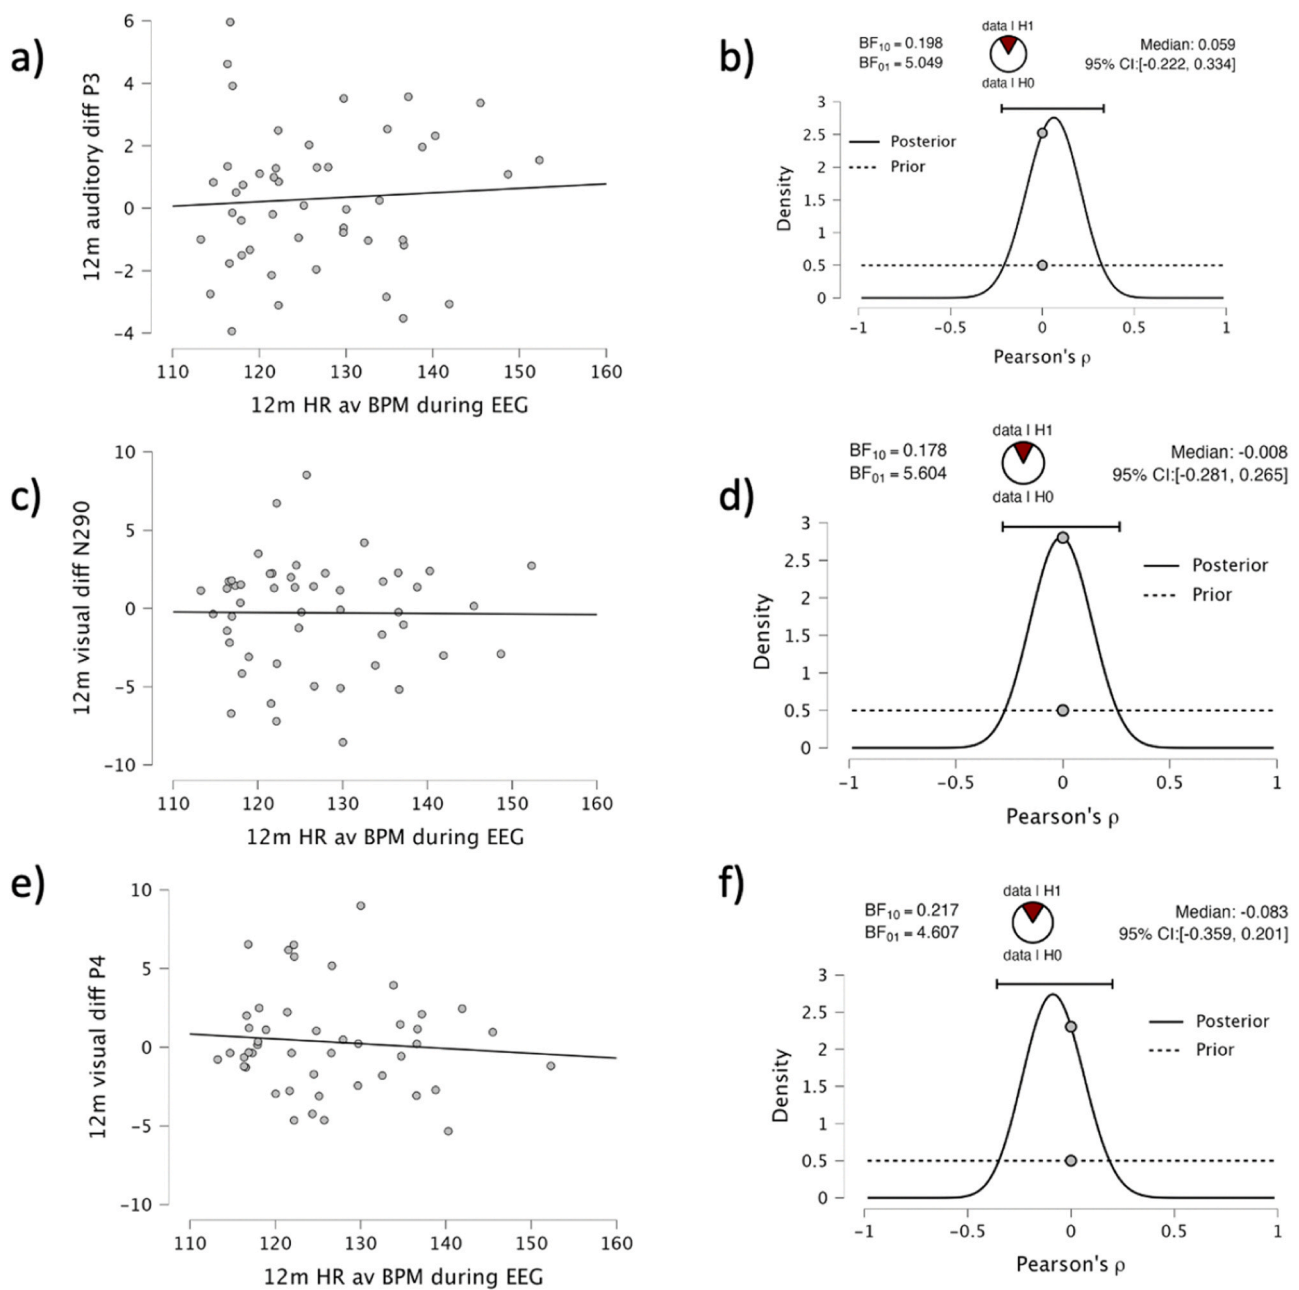 a)
12m auditory diff P3
6
4
2
0
−2
−4
110 120 130 140 150 160
12m HR av BPM during EEG
b)
BF10 = 0.198
BF01 = 5.049
data | H1
data | H0
Median: 0.059
95% CI:[-0.222, 0.334]
Density
3
2.5
2
1.5
1
0.5
0
Posterior
Prior
−1 −0.5 0 0.5 1
Pearson's ρ
c)
12m visual diff N290
10
5
0
−5
−10
110 120 130 140 150 160
12m HR av BPM during EEG
d)
BF10 = 0.178
BF01 = 5.604
data | H1
data | H0
Median: -0.008
95% CI:[-0.281, 0.265]
Density
3
2.5
2
1.5
1
0.5
0
Posterior
Prior
−1 −0.5 0 0.5 1
Pearson's ρ
e)
12m visual diff P4
10
5
0
−5
−10
110 120 130 140 150 160
12m HR av BPM during EEG
f)
BF10 = 0.217
BF01 = 4.607
data | H1
data | H0
Median: -0.083
95% CI:[-0.359, 0.201]
Density
3
2.5
2
1.5
1
0.5
0
Posterior
Prior
−1 −0.5 0 0.5 1
Pearson's ρ